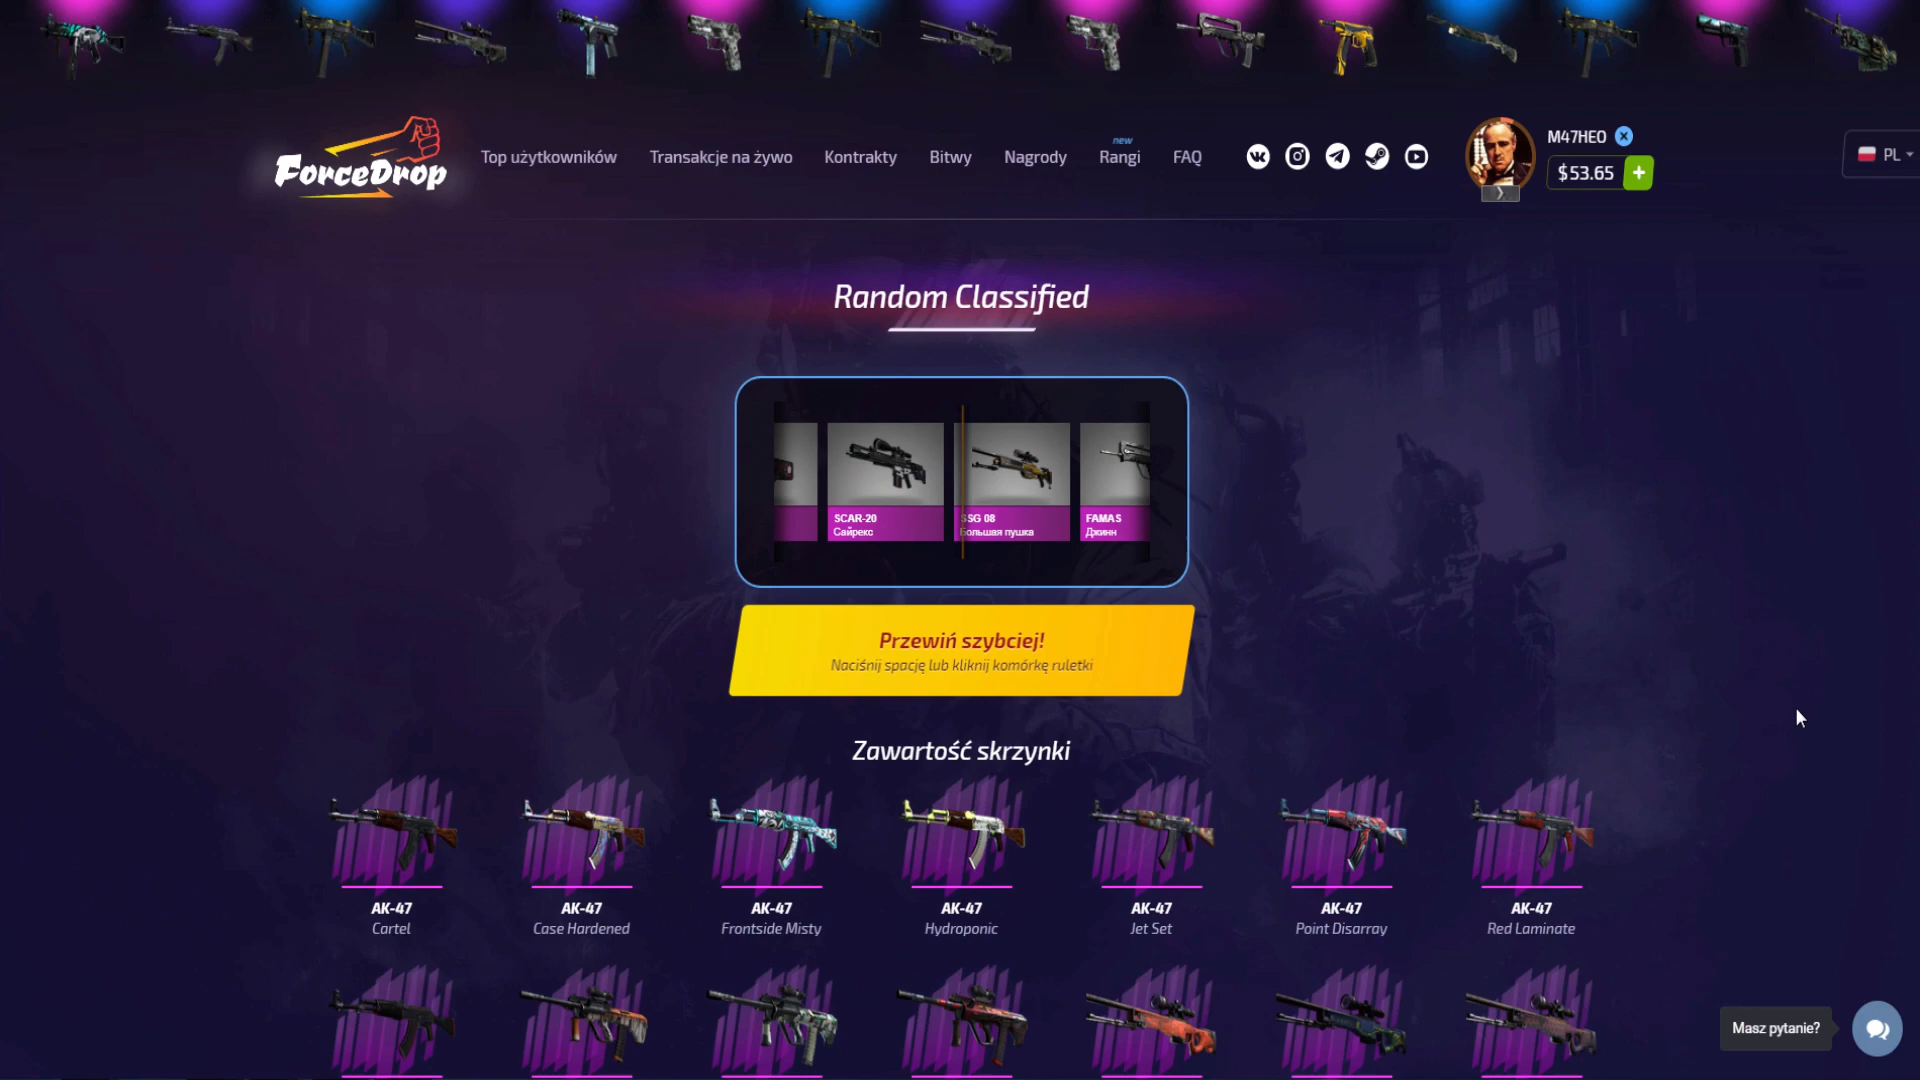 ForceDrop
Top użytkowników
Transakcje na żywo
Kontrakty
Bitwy
Nagrody
new
Rangi
FAQ
M47HEO
$53.65
+
PL
Random Classified
SCAR-20
Сайрекс
SSG 08
Большая пушка
FAMAS
Джинн
Przewiń szybciej!
Naciśnij spację lub kliknij komórkę ruletki
Zawartość skrzynki
AK-47
Cartel
AK-47
Case Hardened
AK-47
Frontside Misty
AK-47
Hydroponic
AK-47
Jet Set
AK-47
Point Disarray
AK-47
Red Laminate
Masz pytanie?